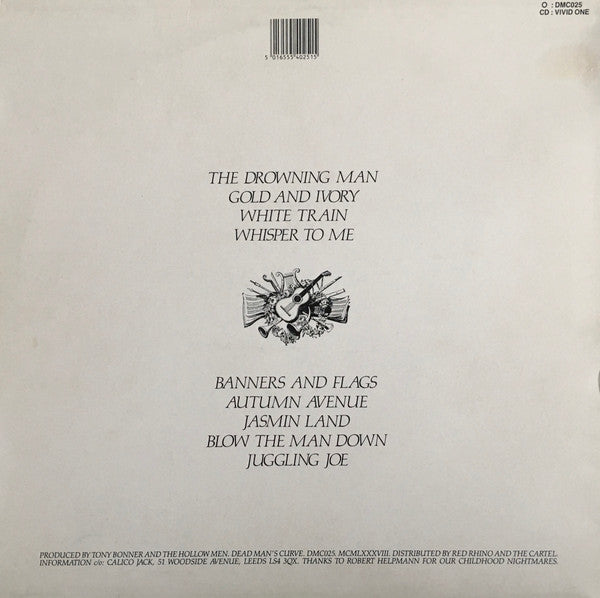 O : DMC025
CD : VIVID ONE
5 016555 402515
THE DROWNING MAN
GOLD AND IVORY
WHITE TRAIN
WHISPER TO ME
BANNERS AND FLAGS
AUTUMN AVENUE
JASMIN LAND
BLOW THE MAN DOWN
JUGGLING JOE
PRODUCED BY TONY BONNER AND THE HOLLOW MEN. DEAD MAN'S CURVE. DMC025. MCMLXXXVIII. DISTRIBUTED BY RED RHINO AND THE CARTEL.
INFORMATION c/o: CALICO JACK, 51 WOODSIDE AVENUE, LEEDS LS4 3QX. THANKS TO ROBERT HELPMANN FOR OUR CHILDHOOD NIGHTMARES.